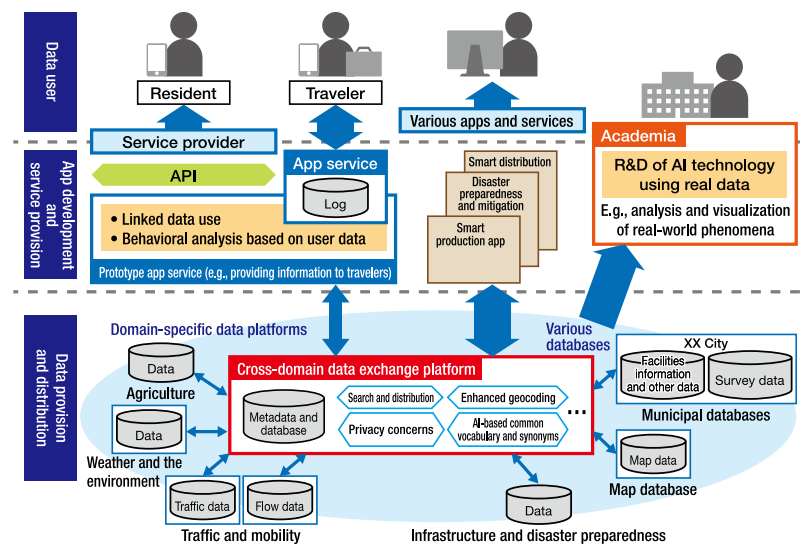 Data user
Resident
Traveler
Service provider
Various apps and services
Academia
R&D of AI technology
using real data
E.g., analysis and visualization
of real-world phenomena
App development
and
service provision
API
App service
Log
• Linked data use
• Behavioral analysis based on user data
Prototype app service (e.g., providing information to travelers)
Smart distribution
Disaster
preparedness
and mitigation
Smart
production app
Data provision
and distribution
Domain-specific data platforms
Various
databases
Cross-domain data exchange platform
Metadata and
database
Search and distribution
Enhanced geocoding
Privacy concerns
AI-based common
vocabulary and synonyms
...
Data
Agriculture
Data
Weather and the
environment
Traffic data
Flow data
Traffic and mobility
Data
Infrastructure and disaster preparedness
XX City
Facilities
information
and other data
Survey data
Municipal databases
Map data
Map database